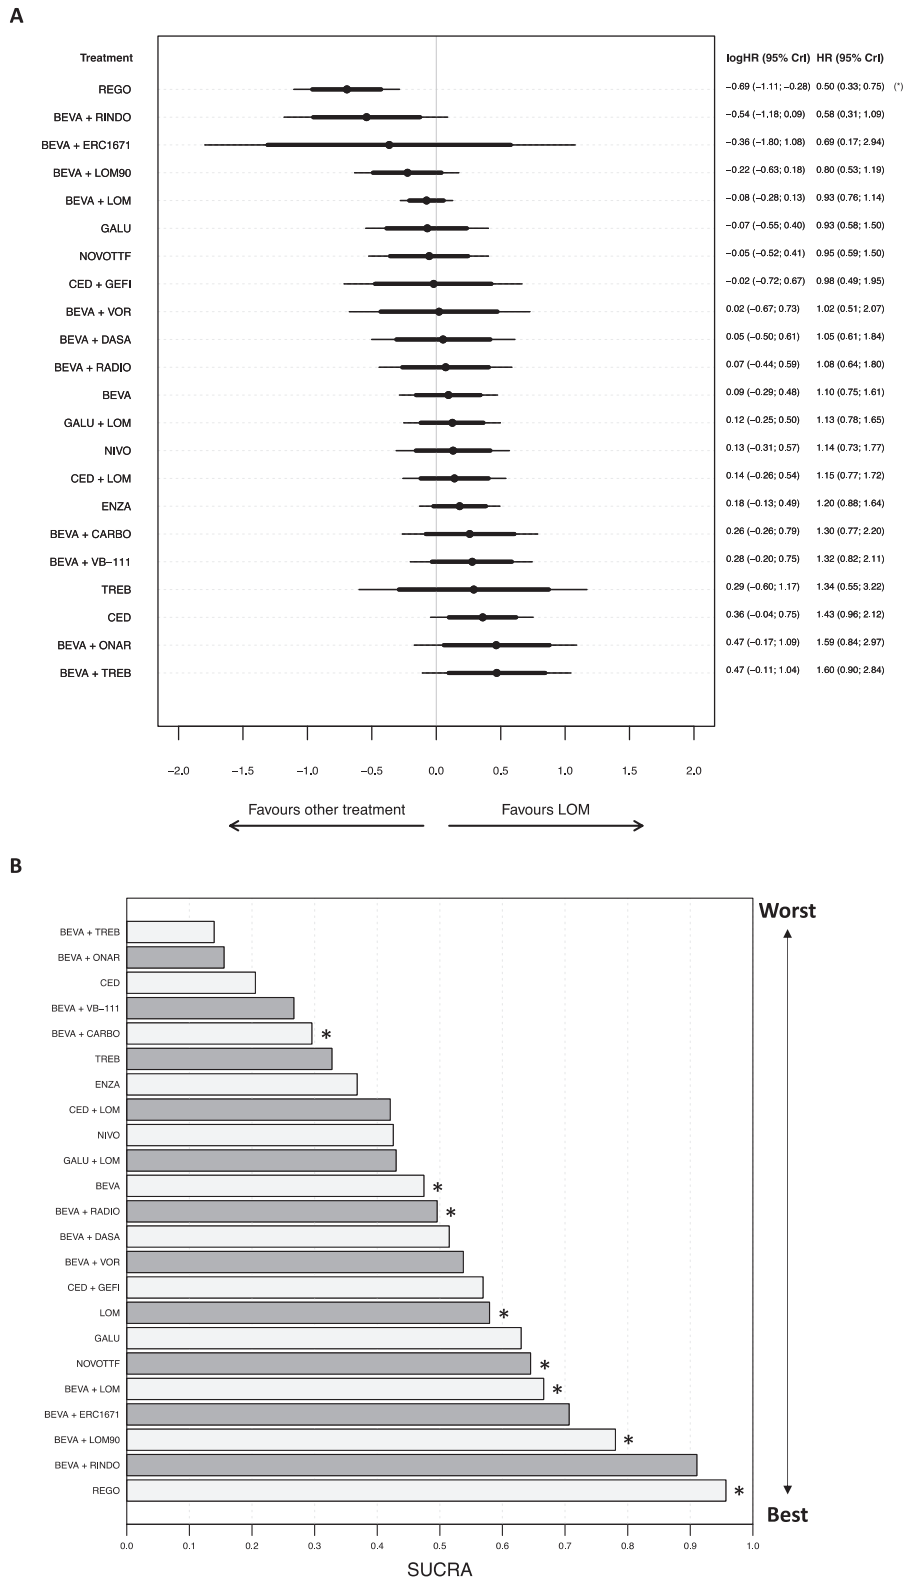 A
Treatment logHR (95% CrI) HR (95% CrI)
REGO −0.69 (−1.11; −0.28) 0.50 (0.33; 0.75) (*)
BEVA + RINDO −0.54 (−1.18; 0.09) 0.58 (0.31; 1.09)
BEVA + ERC1671 −0.36 (−1.80; 1.08) 0.69 (0.17; 2.94)
BEVA + LOM90 −0.22 (−0.63; 0.18) 0.80 (0.53; 1.19)
BEVA + LOM −0.08 (−0.28; 0.13) 0.93 (0.76; 1.14)
GALU −0.07 (−0.55; 0.40) 0.93 (0.58; 1.50)
NOVOTTF −0.05 (−0.52; 0.41) 0.95 (0.59; 1.50)
CED + GEFI −0.02 (−0.72; 0.67) 0.98 (0.49; 1.95)
BEVA + VOR 0.02 (−0.67; 0.73) 1.02 (0.51; 2.07)
BEVA + DASA 0.05 (−0.50; 0.61) 1.05 (0.61; 1.84)
BEVA + RADIO 0.07 (−0.44; 0.59) 1.08 (0.64; 1.80)
BEVA 0.09 (−0.29; 0.48) 1.10 (0.75; 1.61)
GALU + LOM 0.12 (−0.25; 0.50) 1.13 (0.78; 1.65)
NIVO 0.13 (−0.31; 0.57) 1.14 (0.73; 1.77)
CED + LOM 0.14 (−0.26; 0.54) 1.15 (0.77; 1.72)
ENZA 0.18 (−0.13; 0.49) 1.20 (0.88; 1.64)
BEVA + CARBO 0.26 (−0.26; 0.79) 1.30 (0.77; 2.20)
BEVA + VB−111 0.28 (−0.20; 0.75) 1.32 (0.82; 2.11)
TREB 0.29 (−0.60; 1.17) 1.34 (0.55; 3.22)
CED 0.36 (−0.04; 0.75) 1.43 (0.96; 2.12)
BEVA + ONAR 0.47 (−0.17; 1.09) 1.59 (0.84; 2.97)
BEVA + TREB 0.47 (−0.11; 1.04) 1.60 (0.90; 2.84)
−2.0 −1.5 −1.0 −0.5 0.0 0.5 1.0 1.5 2.0
Favours other treatment Favours LOM
B
Worst
BEVA + TREB
BEVA + ONAR
CED
BEVA + VB−111
BEVA + CARBO *
TREB
ENZA
CED + LOM
NIVO
GALU + LOM
BEVA *
BEVA + RADIO *
BEVA + DASA
BEVA + VOR
CED + GEFI
LOM *
GALU
NOVOTTF *
BEVA + LOM *
BEVA + ERC1671
BEVA + LOM90 *
BEVA + RINDO
REGO *
Best
0.0 0.1 0.2 0.3 0.4 0.5 0.6 0.7 0.8 0.9 1.0
SUCRA